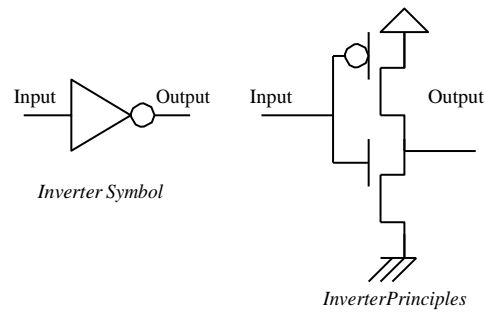 Input
Output
Inverter Symbol
Input
Output
InverterPrinciples